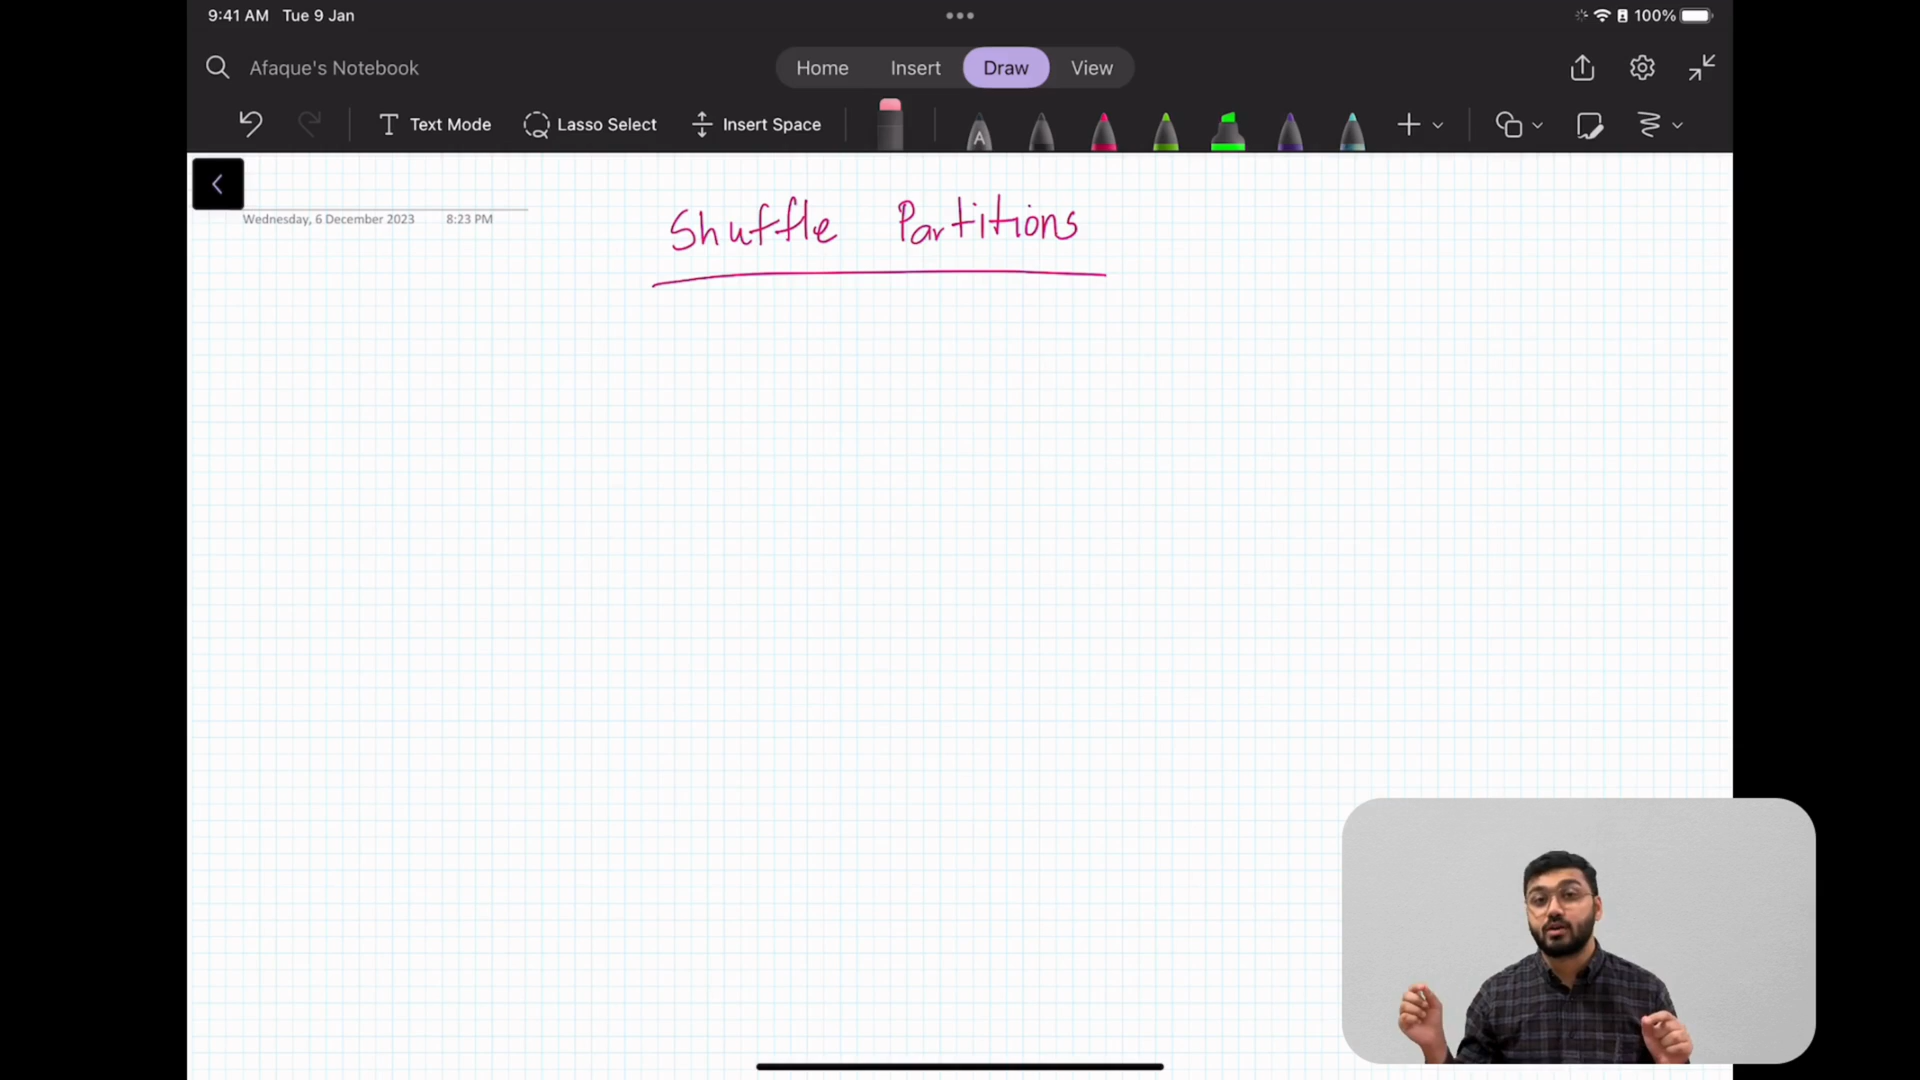 9:41 AM Tue 9 Jan 100%
Afaque's Notebook Home Insert Draw View
Text Mode Lasso Select Insert Space A
Wednesday, 6 December 2023 8:23 PM
Shuffle Partitions